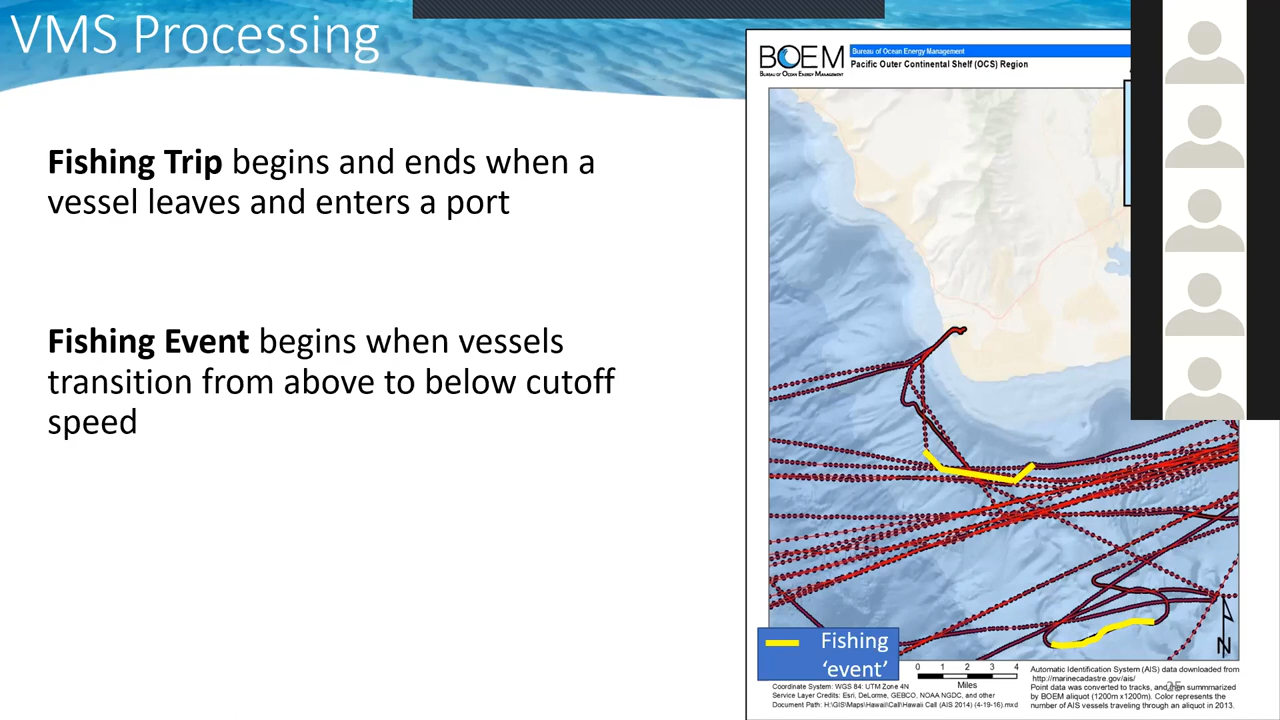 VMS Processing
BOEM
BUREAU OF OCEAN ENERGY MANAGEMENT
Bureau of Ocean Energy Management
Pacific Outer Continental Shelf (OCS) Region
Fishing Trip begins and ends when a
vessel leaves and enters a port
Fishing Event begins when vessels
transition from above to below cutoff
speed
Fishing
‘event’
0 1 2 3 4
Miles
N
Coordinate System: WGS 84; UTM Zone 4N
Service Layer Credits: Esri, DeLorme, GEBCO, NOAA NGDC, and other
Document Path: H:\GIS\Maps\Hawaii\Call\Hawaii Call (AIS 2014) (4-19-16).mxd
Automatic Identification System (AIS) data downloaded from
http://marinecadastre.gov/ais/
Point data was converted to tracks, and then summmarized
by BOEM aliquot (1200m x1200m). Color represents the
number of AIS vessels traveling through an aliquot in 2013.